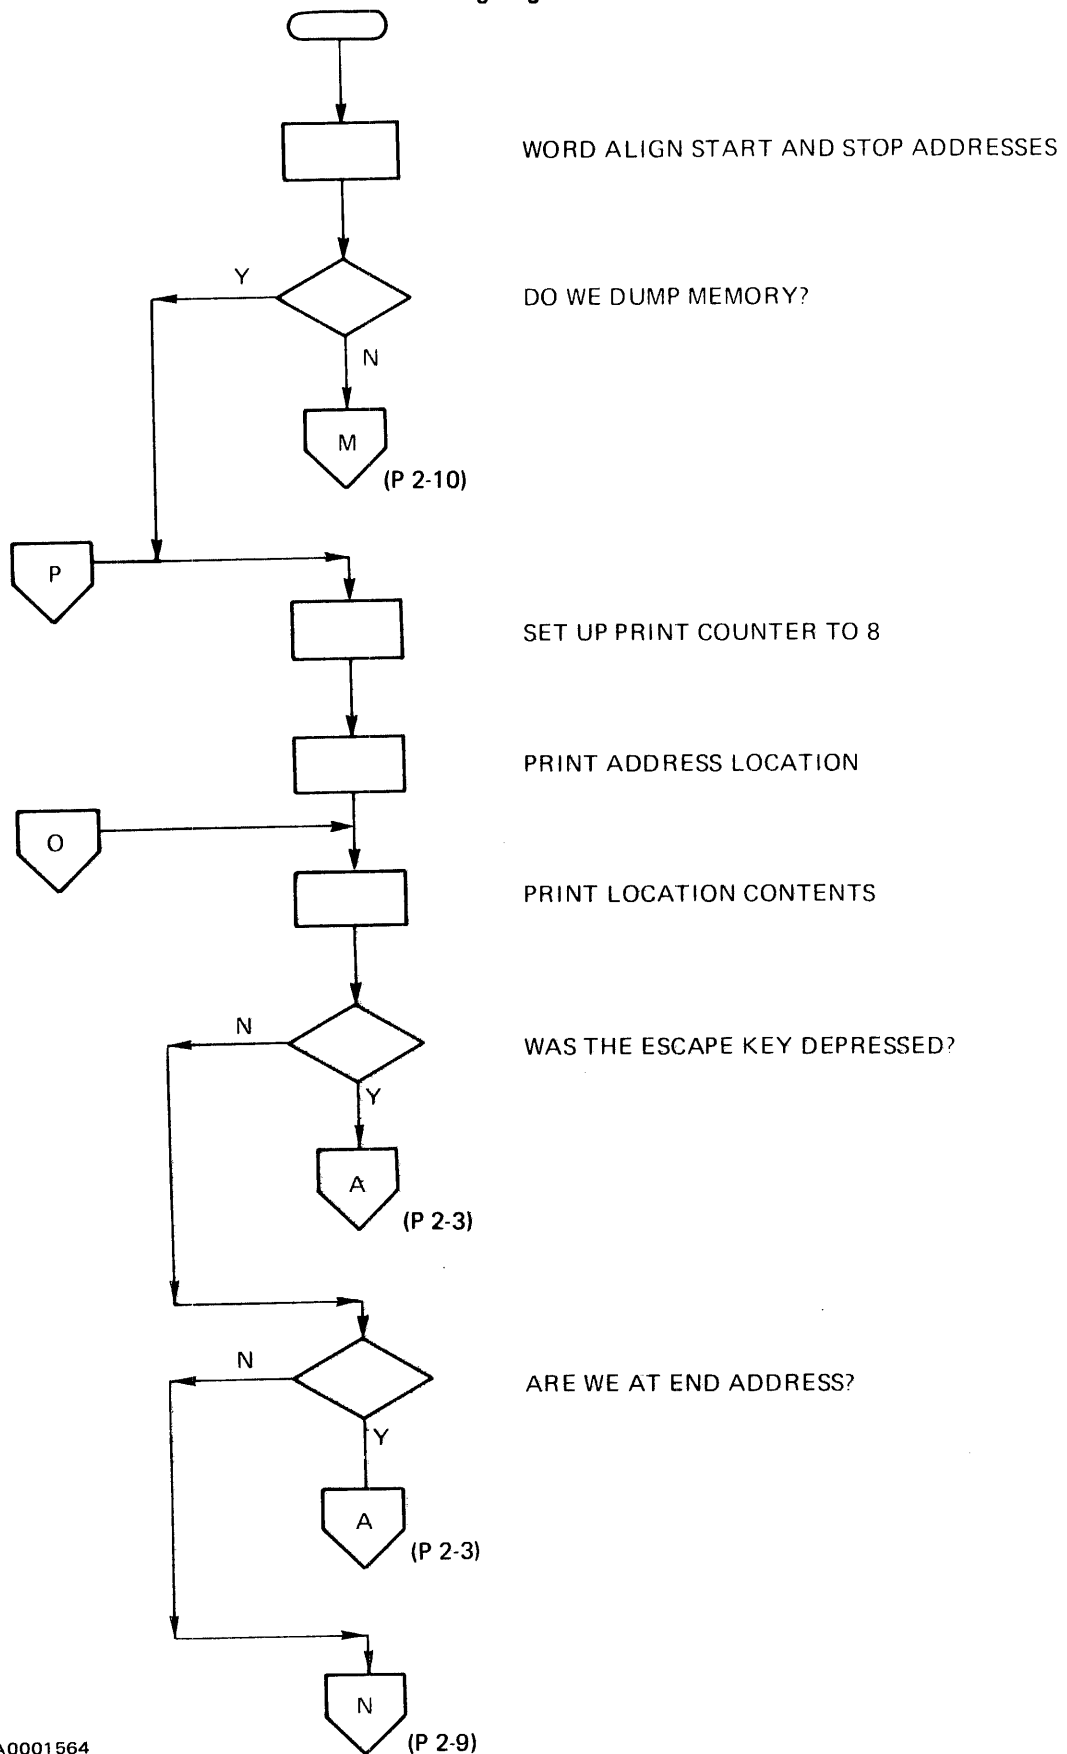 WORD ALIGN START AND STOP ADDRESSES
Y
DO WE DUMP MEMORY?
N
M
(P 2-10)
P
SET UP PRINT COUNTER TO 8
PRINT ADDRESS LOCATION
O
PRINT LOCATION CONTENTS
N
WAS THE ESCAPE KEY DEPRESSED?
Y
A
(P 2-3)
N
ARE WE AT END ADDRESS?
Y
A
(P 2-3)
N
(P 2-9)
A0001564